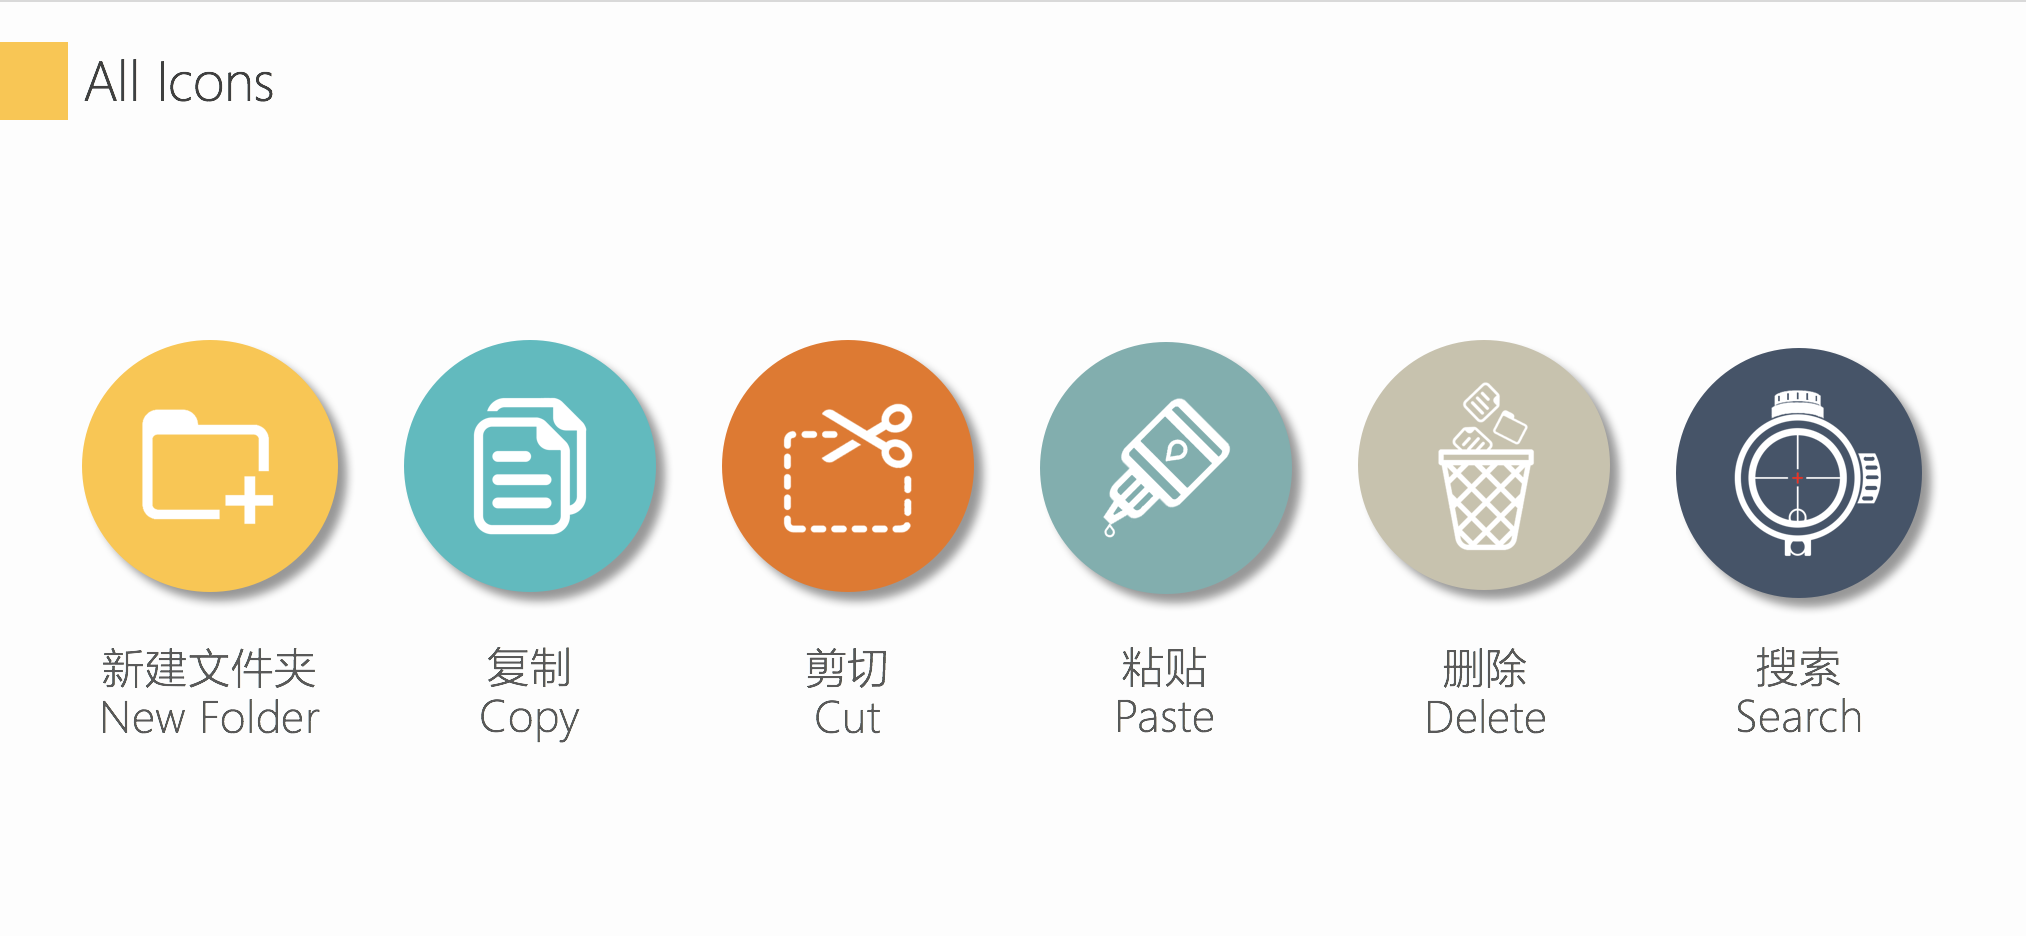 All Icons
新建文件夹
New Folder
复制
Copy
剪切
Cut
粘贴
Paste
删除
Delete
搜索
Search